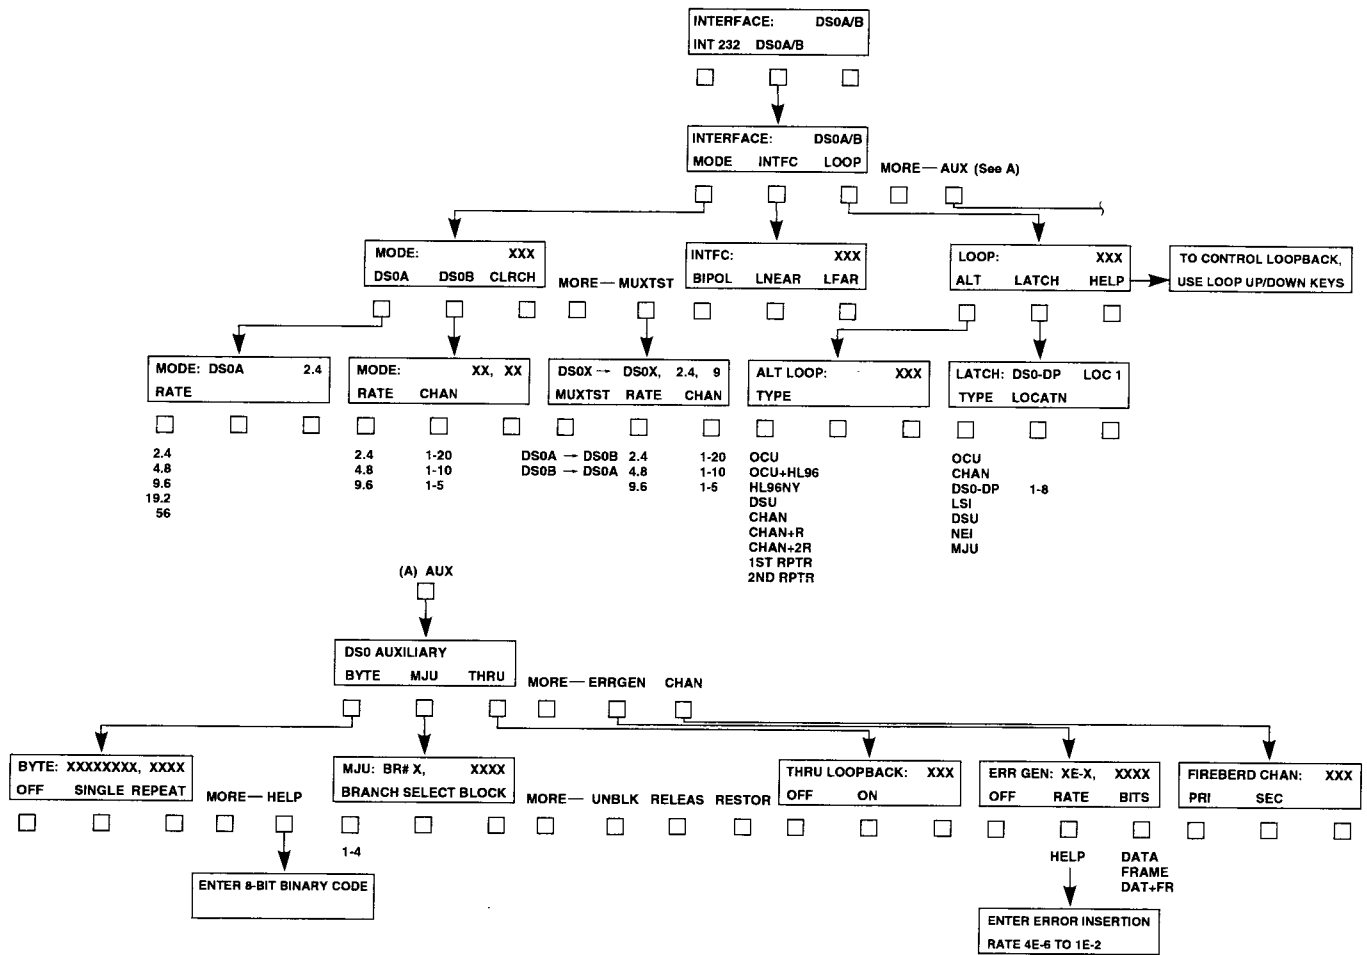 INTERFACE: DS0A/B
INT 232 DS0A/B
INTERFACE: DS0A/B
MODE INTFC LOOP
MORE— AUX (See A)
MODE: XXX
DS0A DS0B CLRCH
MORE— MUXTST
INTFC: XXX
BIPOL LNEAR LFAR
LOOP: XXX
ALT LATCH HELP
TO CONTROL LOOPBACK,
USE LOOP UP/DOWN KEYS
MODE: DS0A 2.4
RATE
2.4
4.8
9.6
19.2
56
MODE: XX, XX
RATE CHAN
2.4 1-20
4.8 1-10
9.6 1-5
DS0X → DS0X, 2.4, 9
MUXTST RATE CHAN
DS0A → DS0B 2.4 1-20
DS0B → DS0A 4.8 1-10
9.6 1-5
ALT LOOP: XXX
TYPE
OCU
OCU+HL96
HL96NY
DSU
CHAN
CHAN+R
CHAN+2R
1ST RPTR
2ND RPTR
LATCH: DS0-DP LOC 1
TYPE LOCATN
OCU
CHAN
DS0-DP 1-8
LSI
DSU
NEI
MJU
(A) AUX
DS0 AUXILIARY
BYTE MJU THRU
MORE— ERRGEN CHAN
BYTE: XXXXXXXX, XXXX
OFF SINGLE REPEAT
MORE— HELP
ENTER 8-BIT BINARY CODE
MJU: BR# X, XXXX
BRANCH SELECT BLOCK
MORE— UNBLK RELEAS RESTOR
1-4
THRU LOOPBACK: XXX
OFF ON
ERR GEN: XE-X, XXXX
OFF RATE BITS
HELP DATA
FRAME
DAT+FR
ENTER ERROR INSERTION
RATE 4E-6 TO 1E-2
FIREBERD CHAN: XXX
PRI SEC